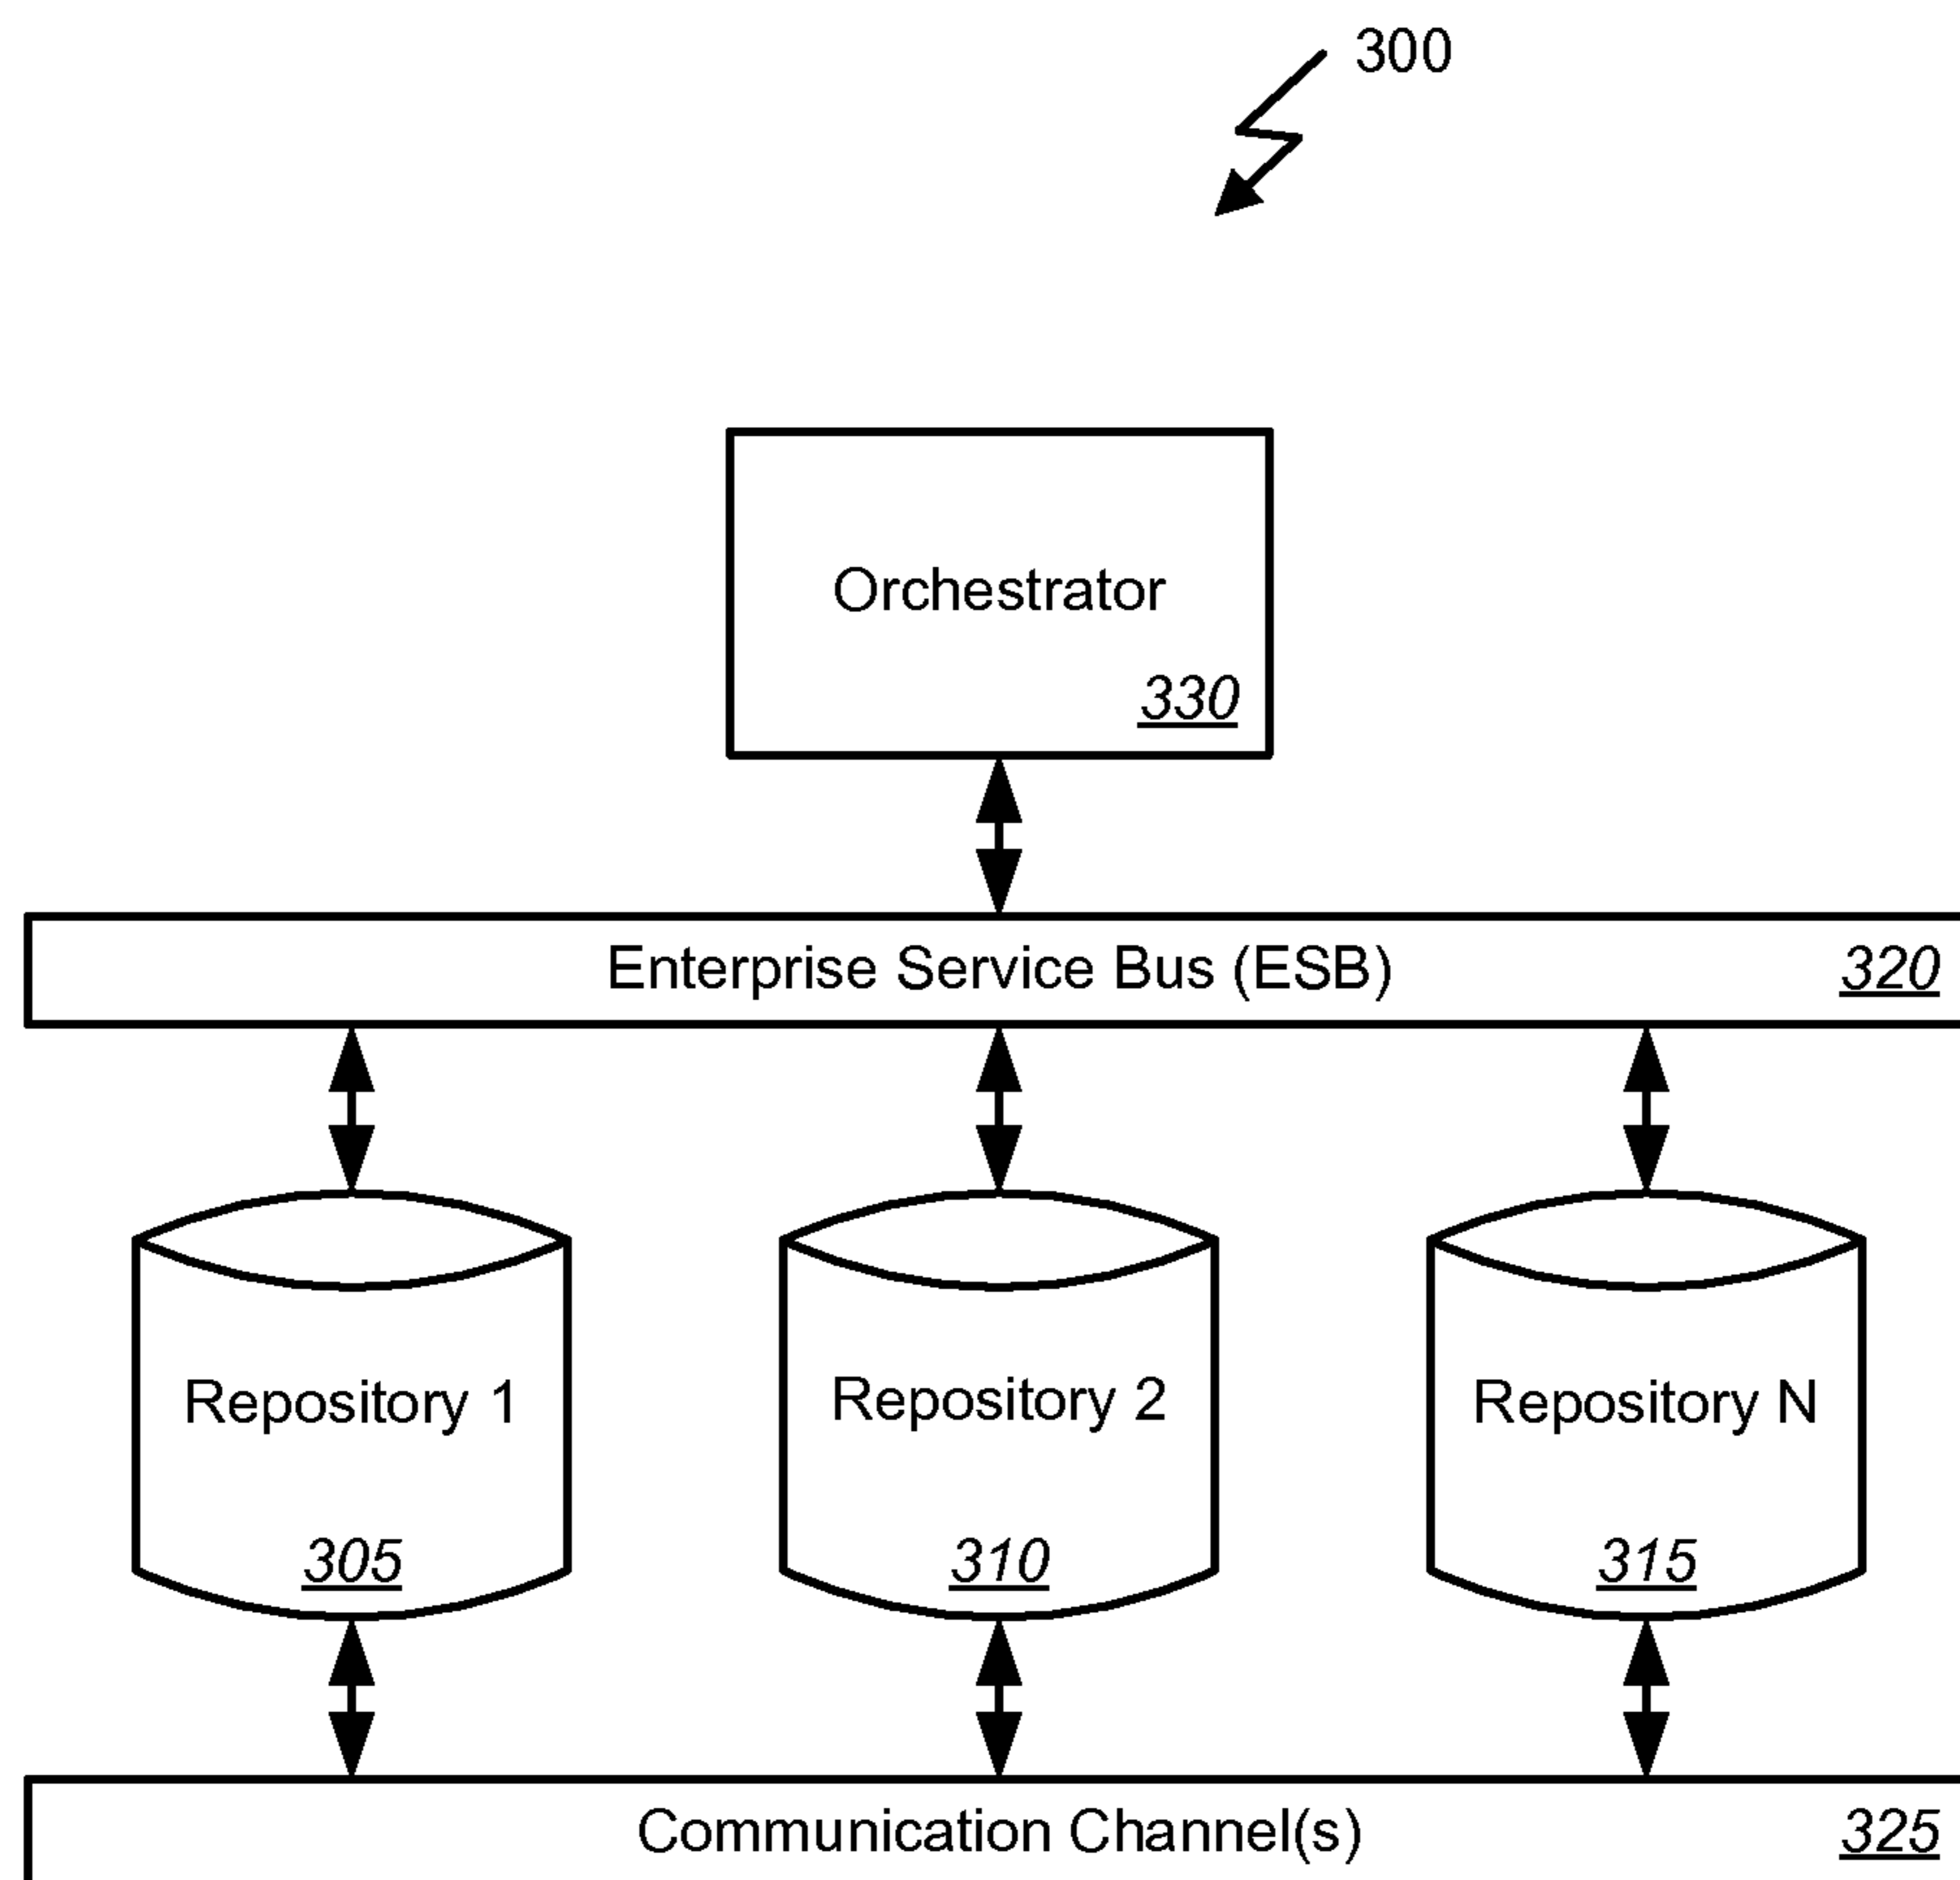 300
Orchestrator
330
Enterprise Service Bus (ESB) 320
Repository 1 Repository 2 Repository N
305 310 315
Communication Channel(s) 325